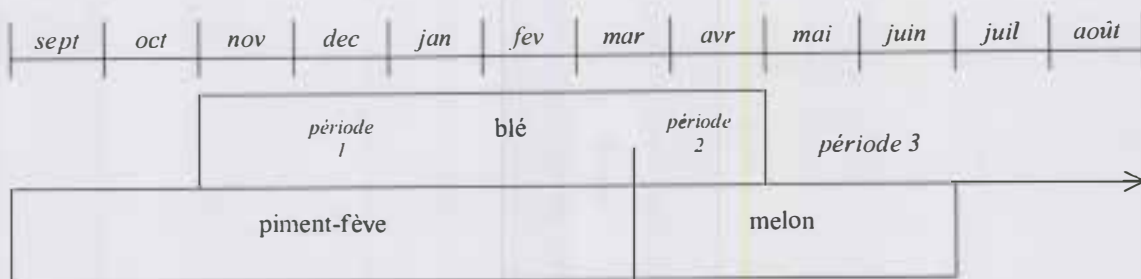 sept oct nov dec jan fev mar avr mai juin juil août
période 1 blé période 2 période 3
piment-fève melon